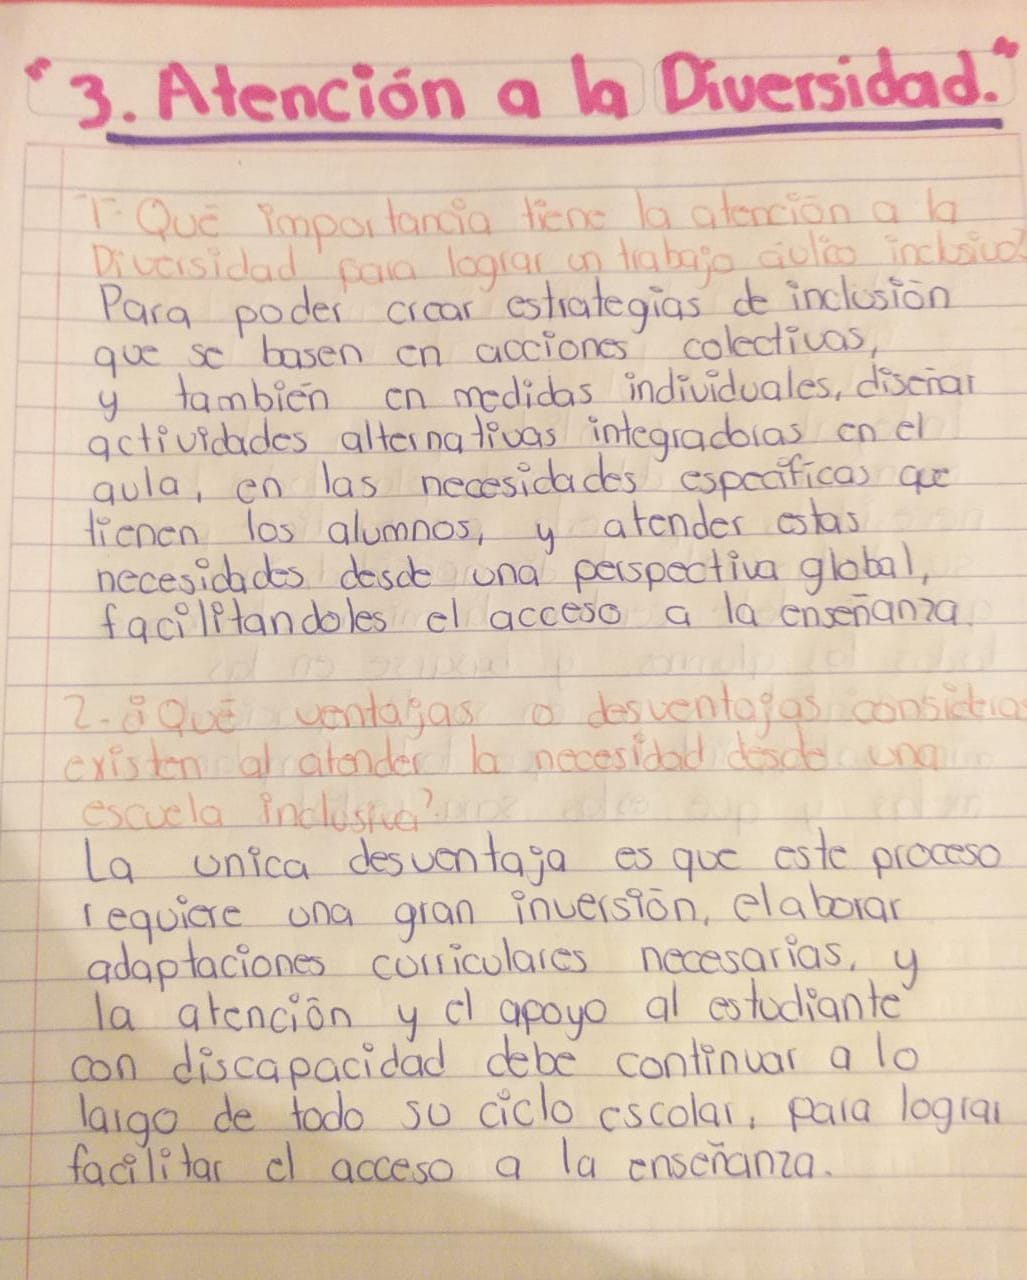 "3. Atención a la Diversidad."
1- Qué importancia tiene la atención a la
Diversidad para lograr un trabajo aúlico inclusivo?
Para poder crear estrategias de inclusión
que se basen en acciones colectivas,
y también en medidas individuales, diseñar
actividades alternativas integradoras en el
aula, en las necesidades específicas que
tienen los alumnos, y atender estas
necesidades desde una perspectiva global,
facilitandoles el acceso a la enseñanza.
2.- ¿Qué ventajas o desventajas consideras
existen al atender la necesidad desde una
escuela inclusiva?
La unica desventaja es que este proceso
requiere una gran inversión, elaborar
adaptaciones curriculares necesarias, y
la atención y el apoyo al estudiante
con discapacidad debe continuar a lo
largo de todo su ciclo escolar, para lograr
facilitar el acceso a la enseñanza.